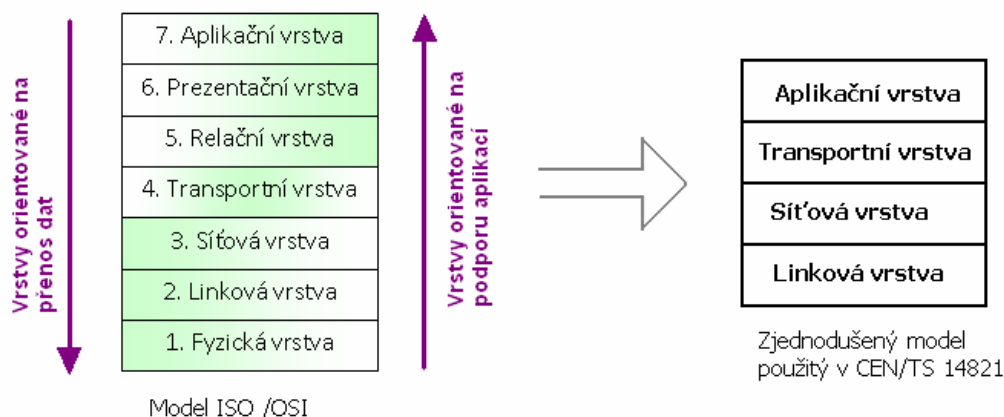 Vrstvy orientované na
přenos dat
7. Aplikační vrstva
6. Prezentační vrstva
5. Relační vrstva
4. Transportní vrstva
3. Síťová vrstva
2. Linková vrstva
1. Fyzická vrstva
Model ISO /OSI
Vrstvy orientované na
podporu aplikací
Aplikační vrstva
Transportní vrstva
Síťová vrstva
Linková vrstva
Zjednodušený model
použitý v CEN/TS 14821